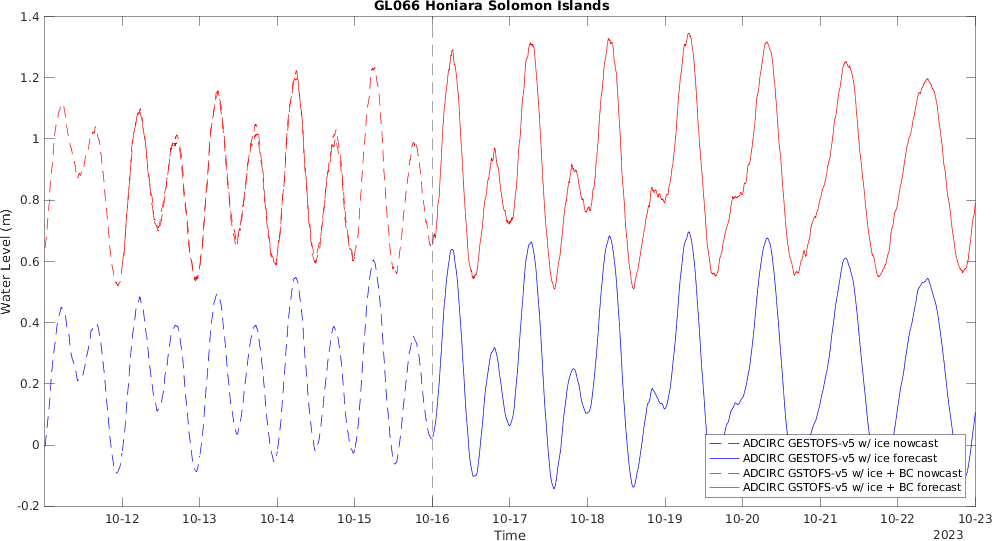 GL066 Honiara Solomon Islands
1.4
1.2
1
0.8
0.6
0.4
0.2
0
-0.2
Water Level (m)
ADCIRC GESTOFS-v5 w/ ice nowcast
ADCIRC GESTOFS-v5 w/ ice forecast
ADCIRC GSTOFS-v5 w/ ice + BC nowcast
ADCIRC GSTOFS-v5 w/ ice + BC forecast
10-12 10-13 10-14 10-15 10-16 10-17 10-18 10-19 10-20 10-21 10-22 10-23
Time
2023